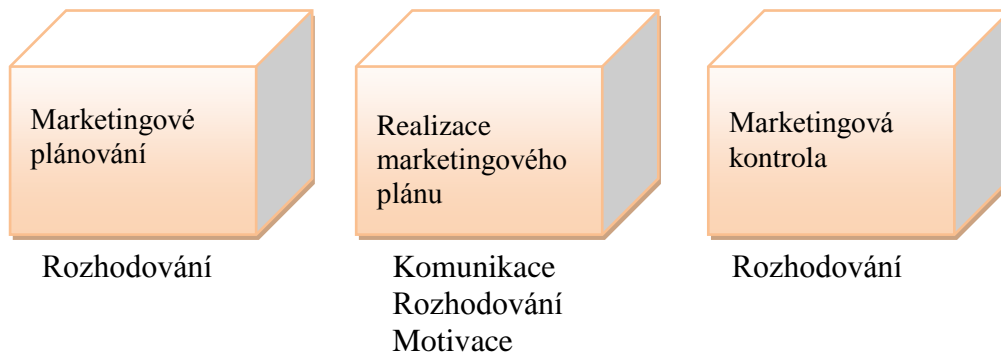 Marketingové
plánování
Realizace
marketingového
plánu
Marketingová
kontrola
Rozhodování
Komunikace
Rozhodování
Motivace
Rozhodování